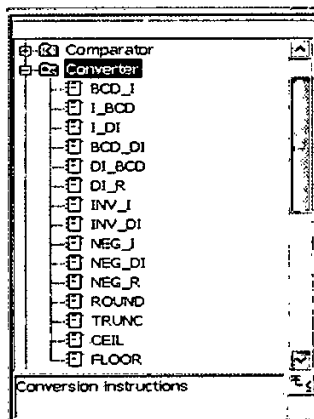 Comparator
Converter
BCD_I
I_BCD
I_DI
BCD_DI
DI_BCD
DI_R
INV_I
INV_DI
NEG_I
NEG_DI
NEG_R
ROUND
TRUNC
CEIL
FLOOR
Conversion instructions